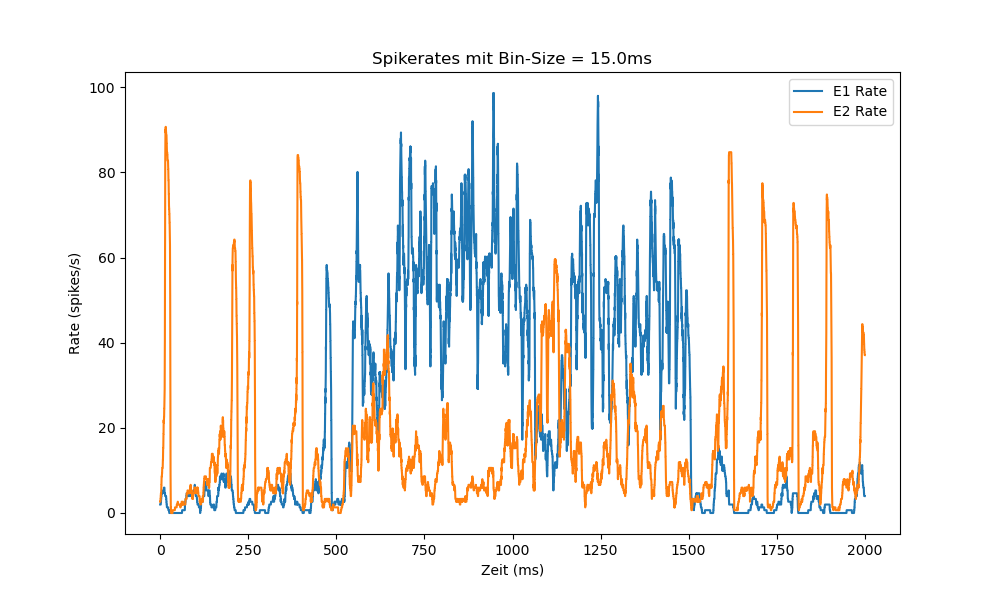 Spikerates mit Bin-Size = 15.0ms
E1 Rate
E2 Rate
100
80
60
40
20
0
Rate (spikes/s)
0 250 500 750 1000 1250 1500 1750 2000
Zeit (ms)